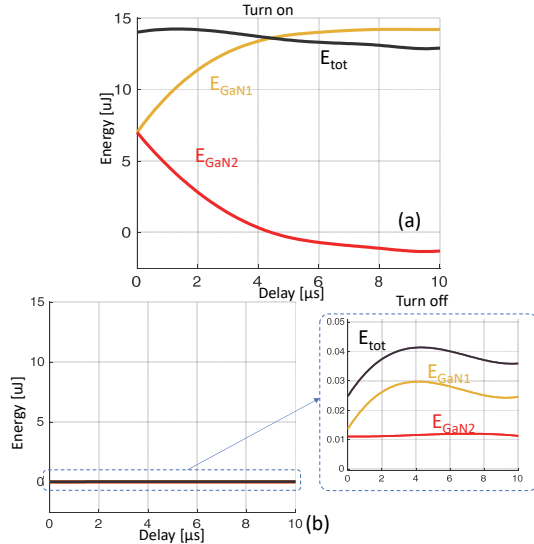 Turn on
15
10
5
0
Energy [uJ]
E_tot
E_GaN1
E_GaN2
(a)
0 2 4 6 8 10
Delay [µs]
15
10
5
0
Energy [uJ]
0 2 4 6 8 10
Delay [µs]
(b)
Turn off
0.05
0.04
0.03
0.02
0.01
0
E_tot
E_GaN1
E_GaN2
0 2 4 6 8 10